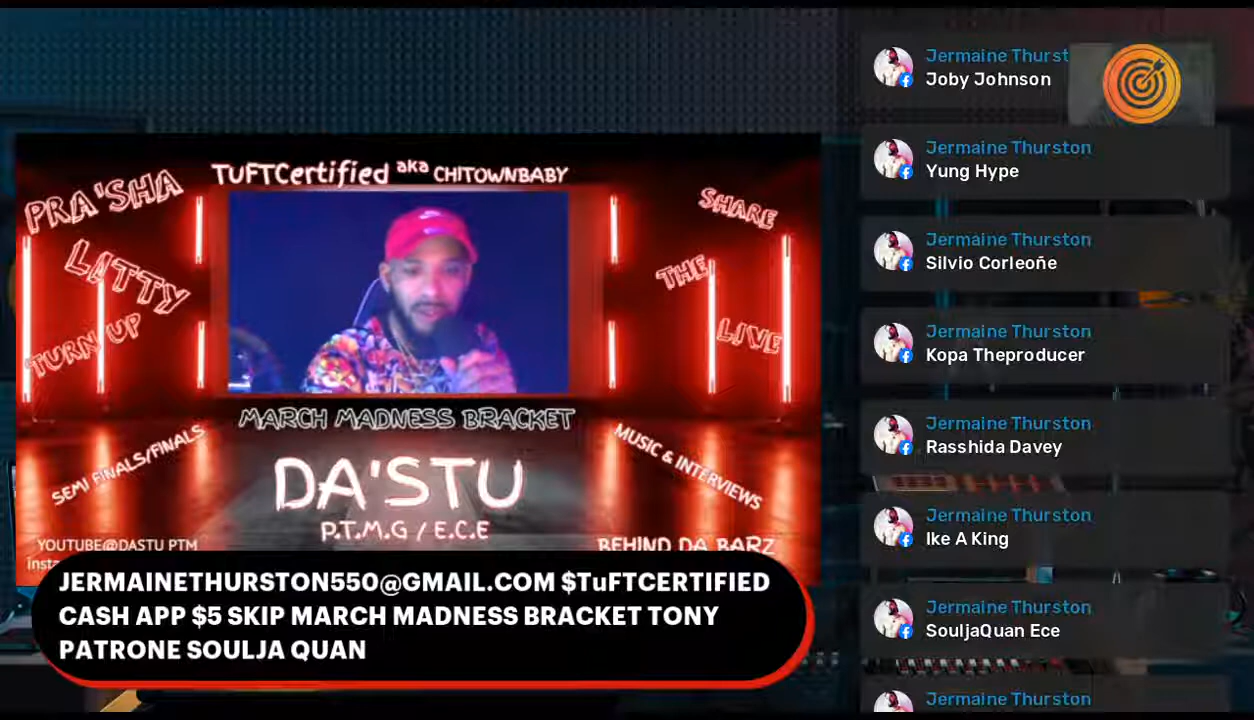 TuFTCertified aka CHITOWNBABY
PRA'SHA
LITTY
TURN UP
SHARE
THE
LIVE
MARCH MADNESS BRACKET
SEMI FINALS/FINALS
MUSIC & INTERVIEWS
DA'STU
P.T.M.G / E.C.E
YOUTUBE@DASTU PTM
BEHIND DA BARZ
JERMAINETHURSTON550@GMAIL.COM $TuFTCERTIFIED
CASH APP $5 SKIP MARCH MADNESS BRACKET TONY
PATRONE SOULJA QUAN
Jermaine Thurst
Joby Johnson
Jermaine Thurston
Yung Hype
Jermaine Thurston
Silvio Corleoñe
Jermaine Thurston
Kopa Theproducer
Jermaine Thurston
Rasshida Davey
Jermaine Thurston
Ike A King
Jermaine Thurston
SouljaQuan Ece
Jermaine Thurston